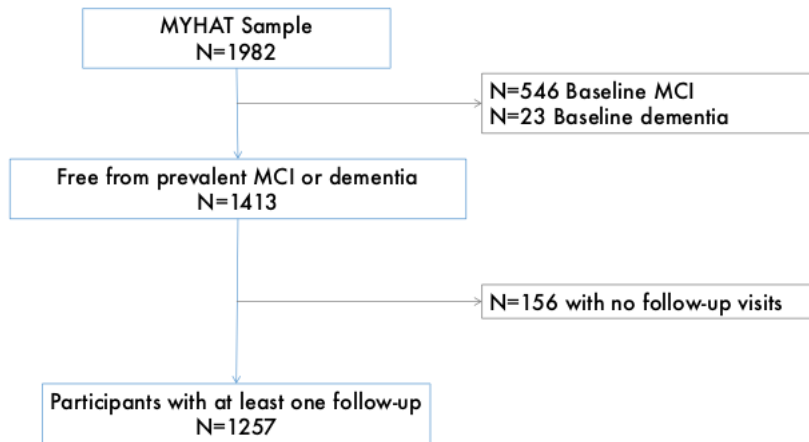 MYHAT Sample
N=1982
N=546 Baseline MCI
N=23 Baseline dementia
Free from prevalent MCI or dementia
N=1413
N=156 with no follow-up visits
Participants with at least one follow-up
N=1257